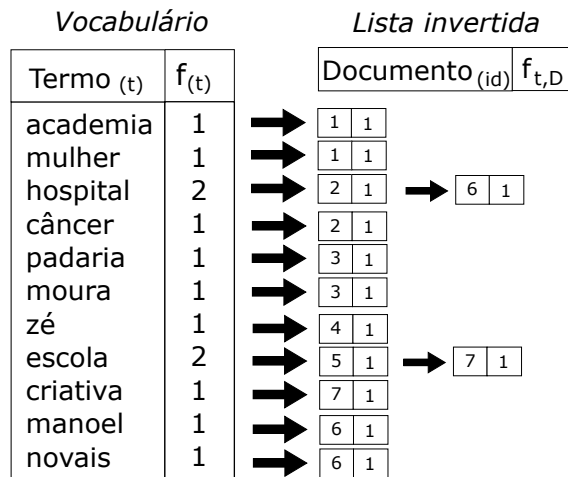 Vocabulário Lista invertida
Termo (t) f(t) Documento (id) f t,D
academia 1 1 1
mulher 1 1 1
hospital 2 2 1 6 1
câncer 1 2 1
padaria 1 3 1
moura 1 3 1
zé 1 4 1
escola 2 5 1 7 1
criativa 1 7 1
manoel 1 6 1
novais 1 6 1